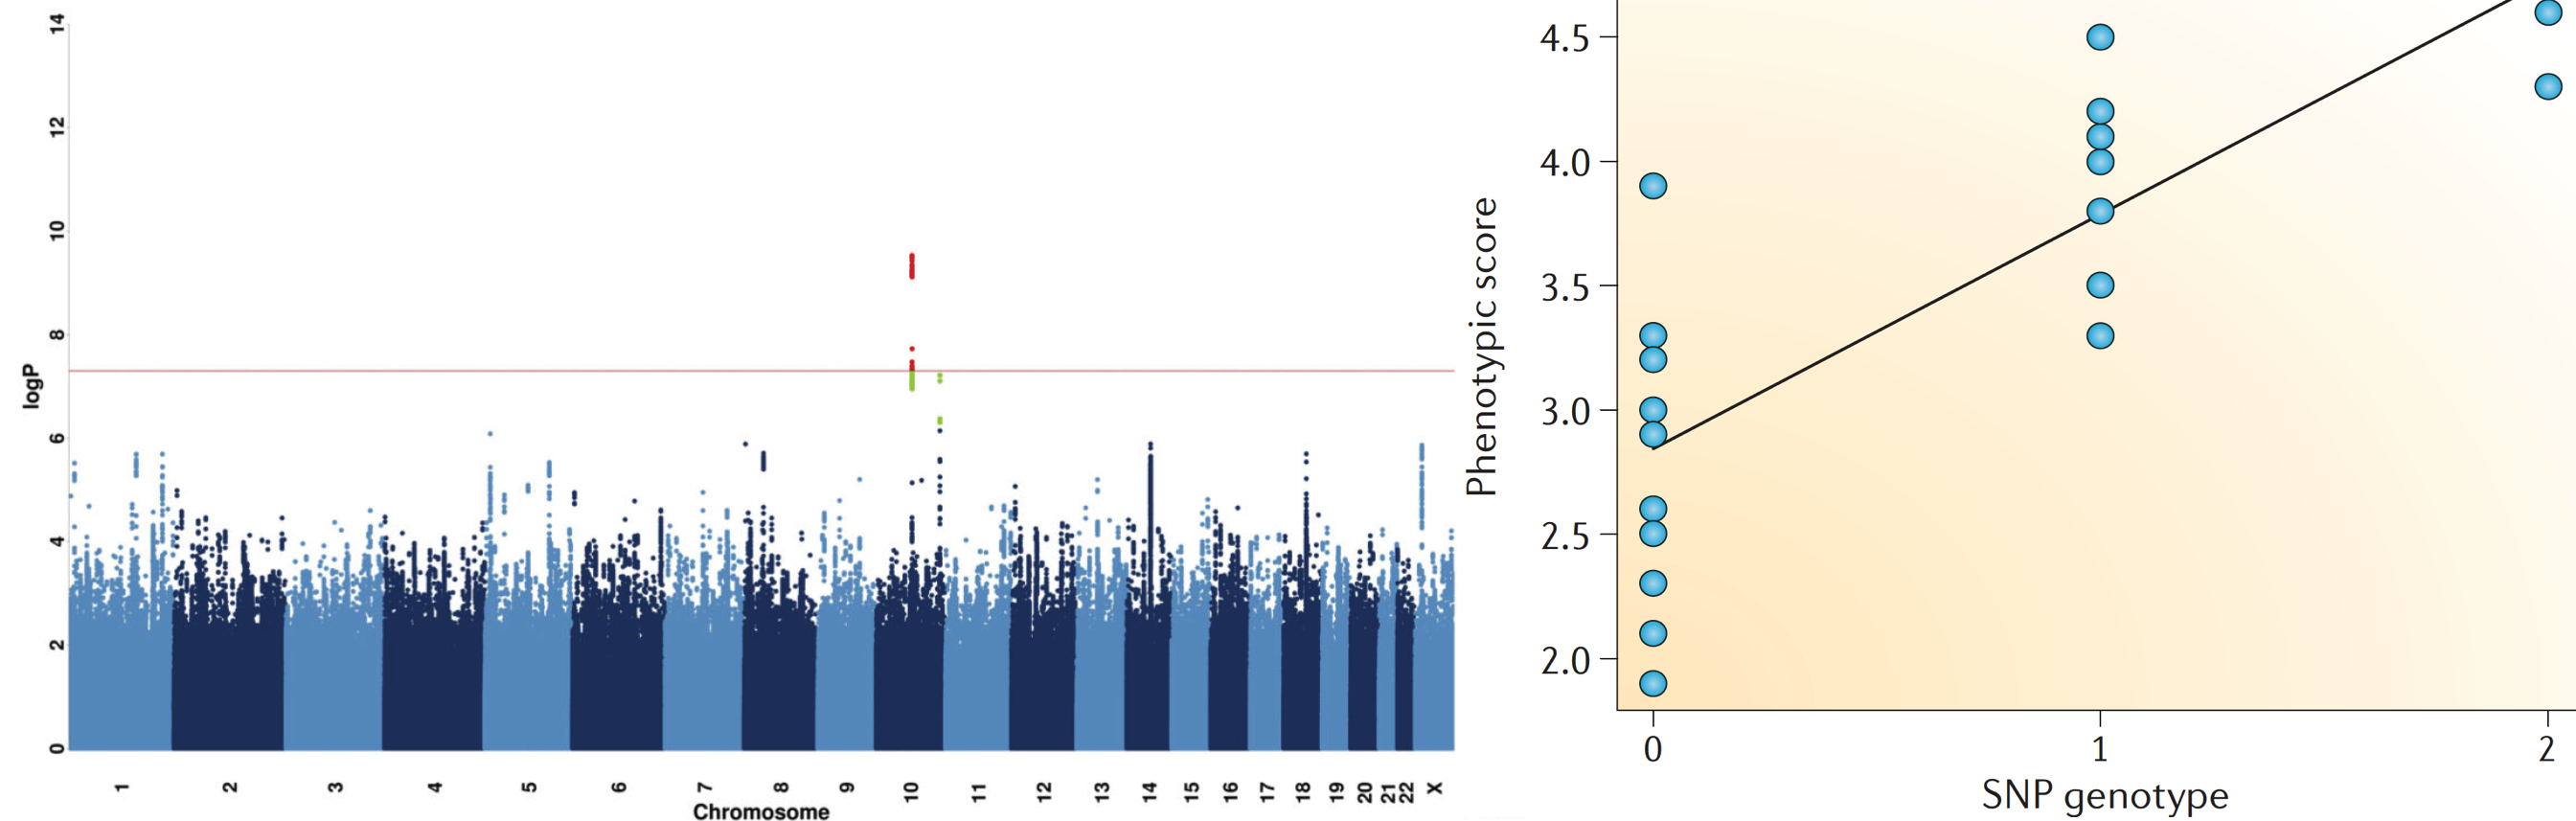 14
12
10
8
6
4
2
0
logP
1 2 3 4 5 6 7 8 9 10 11 12 13 14 15 16 17 18 19 20 21 22 X
Chromosome
4.5
4.0
3.5
3.0
2.5
2.0
Phenotypic score
0 1 2
SNP genotype